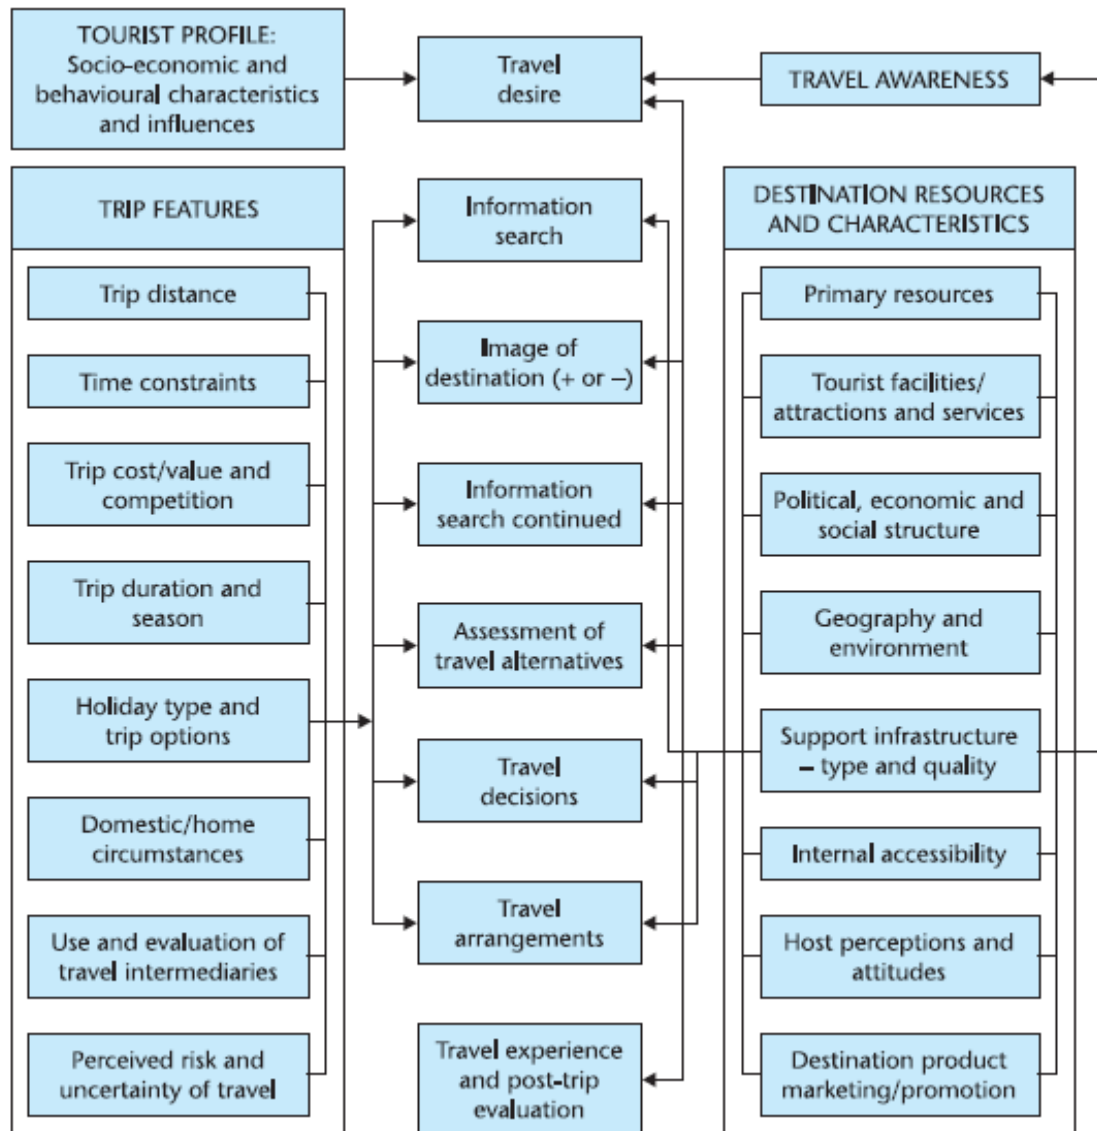 TOURIST PROFILE:
Socio-economic and
behavioural characteristics
and influences
Travel
desire
TRAVEL AWARENESS
TRIP FEATURES
Trip distance
Time constraints
Trip cost/value and
competition
Trip duration and
season
Holiday type and
trip options
Domestic/home
circumstances
Use and evaluation of
travel intermediaries
Perceived risk and
uncertainty of travel
Information
search
Image of
destination (+ or –)
Information
search continued
Assessment of
travel alternatives
Travel
decisions
Travel
arrangements
Travel experience
and post-trip
evaluation
DESTINATION RESOURCES
AND CHARACTERISTICS
Primary resources
Tourist facilities/
attractions and services
Political, economic and
social structure
Geography and
environment
Support infrastructure
– type and quality
Internal accessibility
Host perceptions and
attitudes
Destination product
marketing/promotion